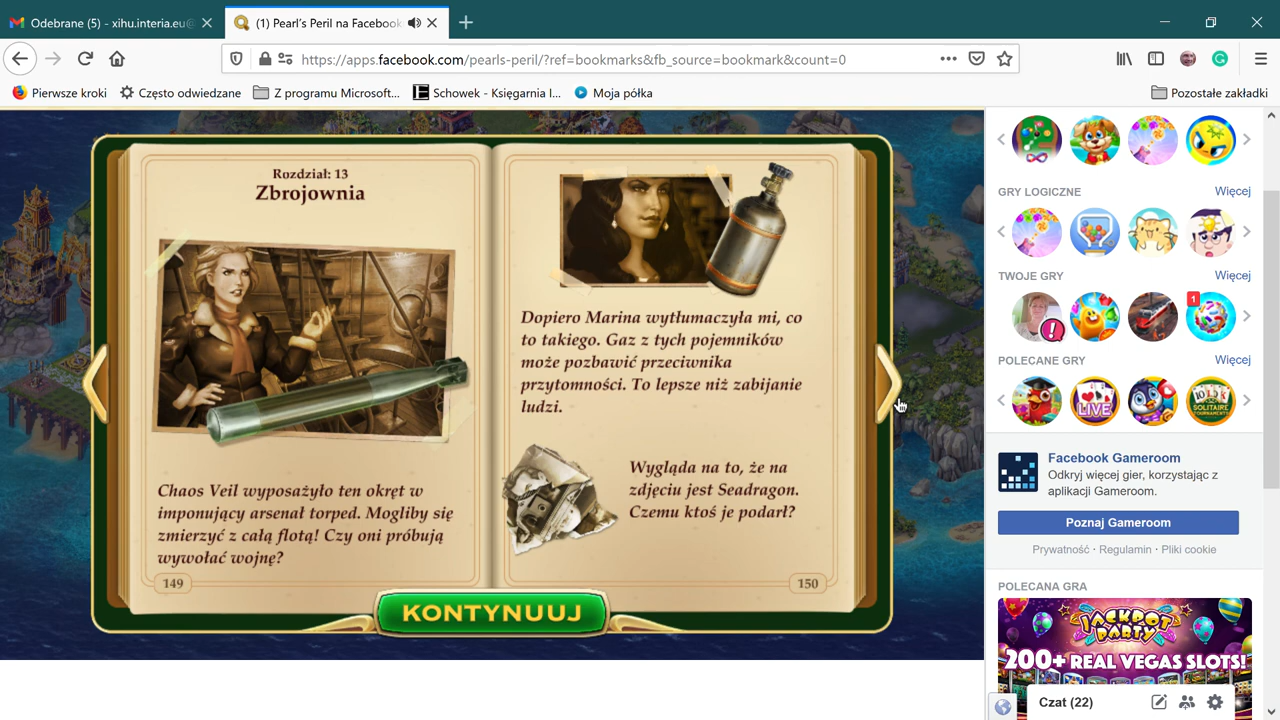 Odebrane (5) - xihu.interia.eu@
(1) Pearl's Peril na Facebook
https://apps.facebook.com/pearls-peril/?ref=bookmarks&fb_source=bookmark&count=0
Pierwsze kroki
Często odwiedzane
Z programu Microsoft...
Schowek - Księgarnia I...
Moja półka
Pozostałe zakładki
Rozdział: 13
Zbrojownia
Chaos Veil wyposażyło ten okręt w
imponujący arsenał torped. Mogliby się
zmierzyć z całą flotą! Czy oni próbują
wywołać wojnę?
149
Dopiero Marina wytłumaczyła mi, co
to takiego. Gaz z tych pojemników
może pozbawić przeciwnika
przytomności. To lepsze niż zabijanie
ludzi.
Wygląda na to, że na
zdjęciu jest Seadragon.
Czemu ktoś je podarł?
150
KONTYNUUJ
GRY LOGICZNE
Więcej
TWOJE GRY
Więcej
1
POLECANE GRY
Więcej
LIVE
SOLITAIRE
Facebook Gameroom
Odkryj więcej gier, korzystając z
aplikacji Gameroom.
Poznaj Gameroom
Prywatność · Regulamin · Pliki cookie
POLECANA GRA
JACKPOT
PARTY
200+ REAL VEGAS SLOTS!
Czat (22)